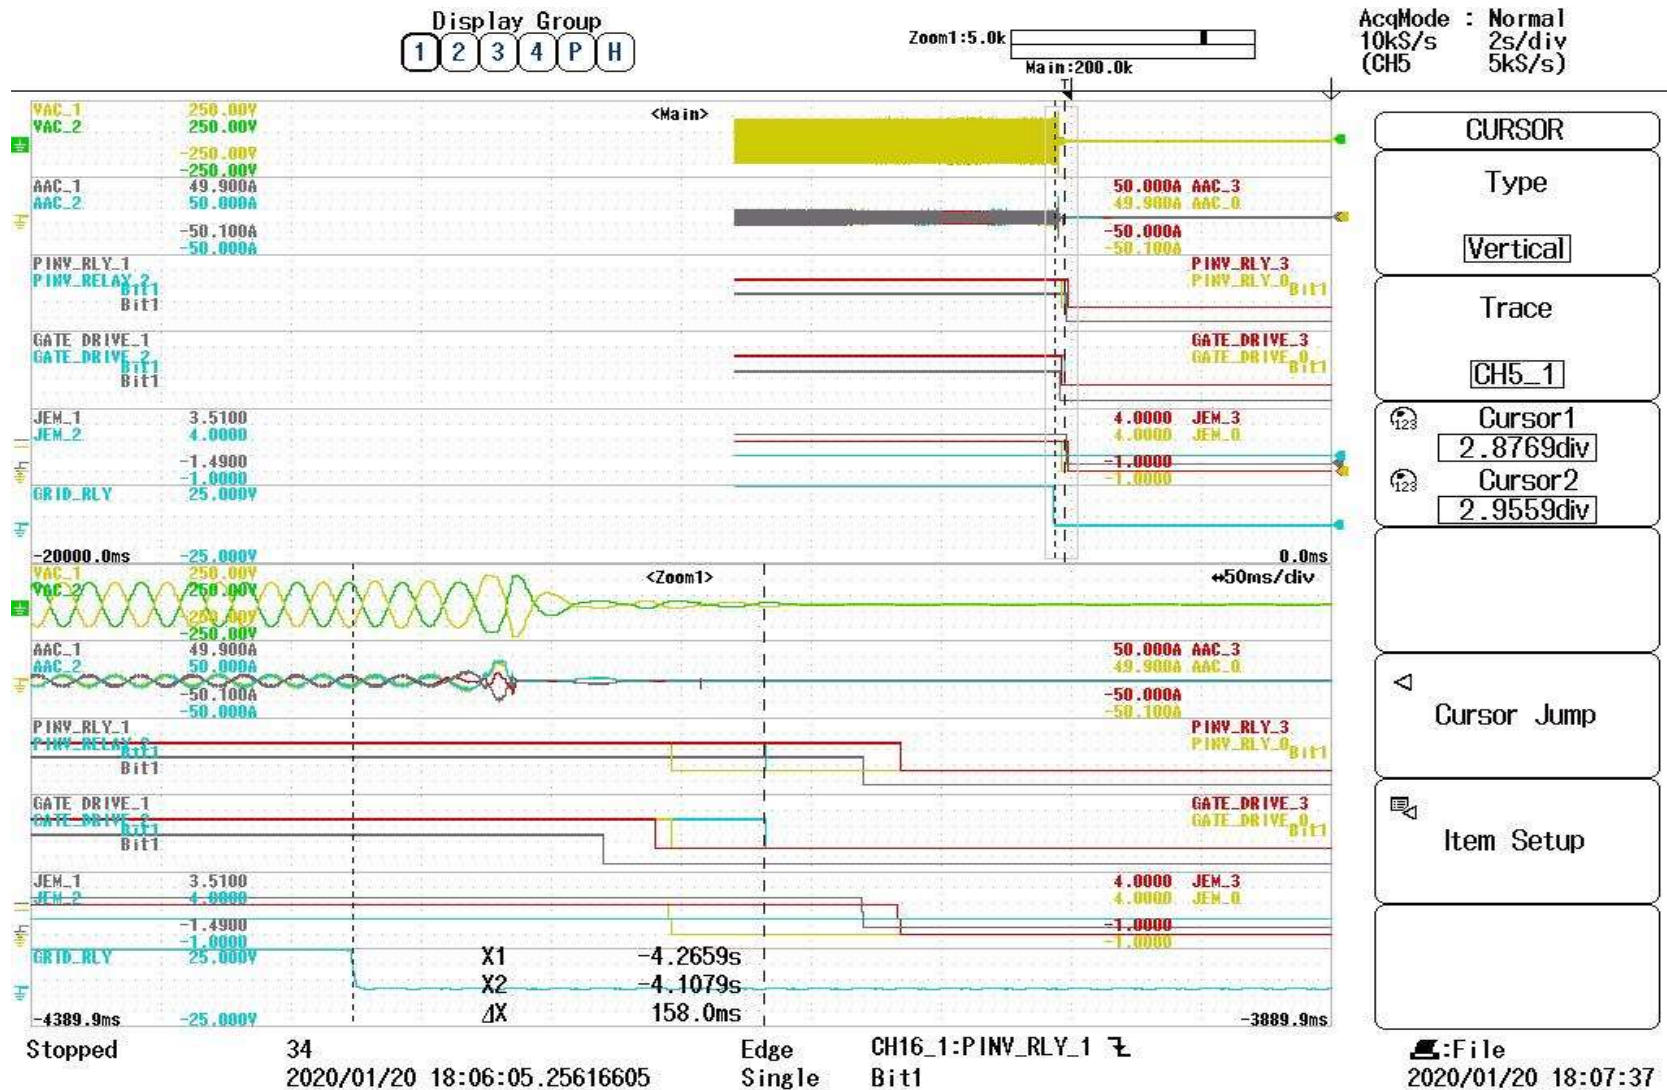 Display Group
1 2 3 4 P H
Zoom1:5.0k
Main:200.0k
AcqMode : Normal
10kS/s 2s/div
(CH5 5kS/s)
T
VAC_1 250.00V
VAC_2 250.00V
<Main>
-250.00V
-250.00V
AAC_1 49.900A
AAC_2 50.000A
50.000A AAC_3
49.900A AAC_0
-50.100A
-50.000A
-50.000A
-50.100A
PINV_RLY_1
PINV_RELAY_2
Bit1
Bit1
PINV_RLY_3
PINV_RLY_0
Bit1
GATE DRIVE_1
GATE_DRIVE_2
Bit1
Bit1
GATE_DRIVE_3
GATE_DRIVE_0
Bit1
JEM_1 3.5100
JEM_2 4.0000
4.0000 JEM_3
4.0000 JEM_0
-1.4900
-1.0000
-1.0000
-1.0000
GRID_RLY 25.000V
-20000.0ms -25.000V
0.0ms
VAC_1 250.00V
VAC_2 250.00V
<Zoom1>
↔50ms/div
-250.00V
-250.00V
AAC_1 49.900A
AAC_2 50.000A
50.000A AAC_3
49.900A AAC_0
-50.100A
-50.000A
-50.000A
-50.100A
PINV_RLY_1
PINV_RELAY_2
Bit1
Bit1
PINV_RLY_3
PINV_RLY_0
Bit1
GATE DRIVE_1
GATE_DRIVE_2
Bit1
Bit1
GATE_DRIVE_3
GATE_DRIVE_0
Bit1
JEM_1 3.5100
JEM_2 4.0000
4.0000 JEM_3
4.0000 JEM_0
-1.4900
-1.0000
-1.0000
-1.0000
GRID_RLY 25.000V
X1 -4.2659s
X2 -4.1079s
⊿X 158.0ms
-4389.9ms -25.000V
-3889.9ms
CURSOR
Type
Vertical
Trace
CH5_1
123 Cursor1
2.8769div
123 Cursor2
2.9559div
Cursor Jump
Item Setup
Stopped 34
2020/01/20 18:06:05.25616605
Edge CH16_1:PINV_RLY_1
Single Bit1
:File
2020/01/20 18:07:37